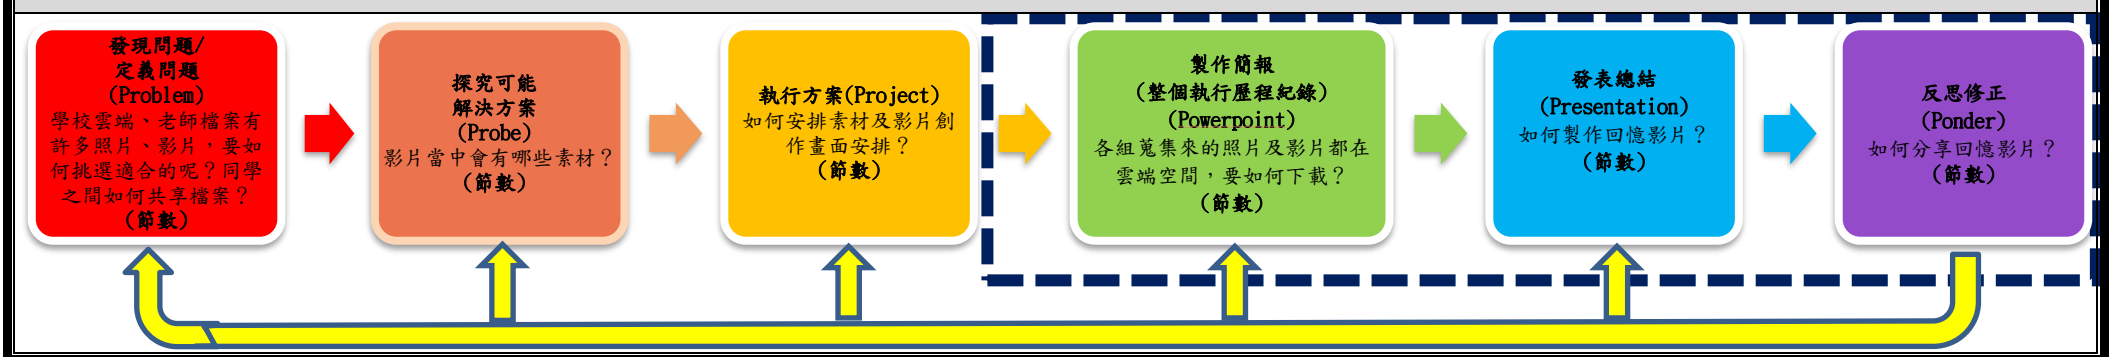 發現問題/
定義問題
(Problem)
學校雲端、老師檔案有
許多照片、影片，要如
何挑選適合的呢？同學
之間如何共享檔案？
(節數)
探究可能
解決方案
(Probe)
影片當中會有哪些素材？
(節數)
執行方案(Project)
如何安排素材及影片創
作畫面安排？
(節數)
製作簡報
(整個執行歷程紀錄)
(Powerpoint)
各組蒐集來的照片及影片都在
雲端空間，要如何下載？
(節數)
發表總結
(Presentation)
如何製作回憶影片？
(節數)
反思修正
(Ponder)
如何分享回憶影片？
(節數)